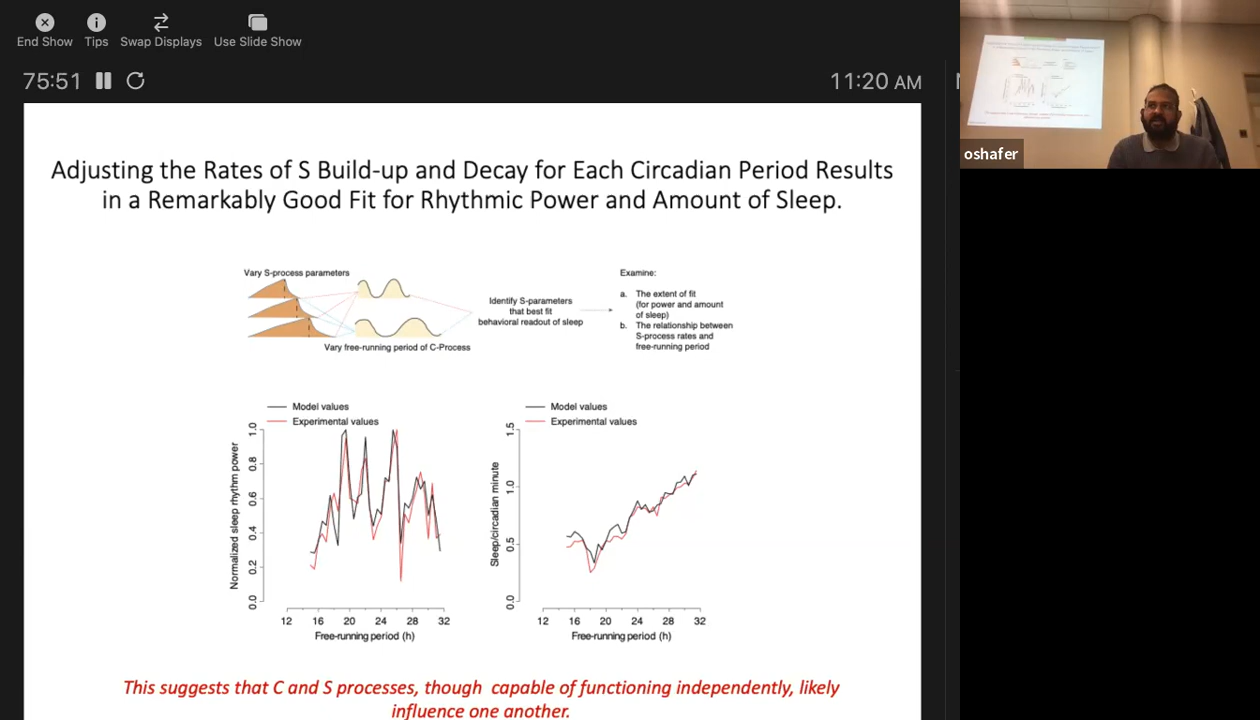 End Show Tips Swap Displays Use Slide Show
75:51
11:20 AM
oshafer
Adjusting the Rates of S Build-up and Decay for Each Circadian Period Results
in a Remarkably Good Fit for Rhythmic Power and Amount of Sleep.
Vary S-process parameters
Vary free-running period of C-Process
Identify S-parameters
that best fit
behavioral readout of sleep
Examine:
a. The extent of fit
(for power and amount
of sleep)
b. The relationship between
S-process rates and
free-running period
Model values
Experimental values
Normalized sleep rhythm power
1.0
0.8
0.6
0.4
0.2
0.0
12 16 20 24 28 32
Free-running period (h)
Model values
Experimental values
Sleep/circadian minute
1.5
1.0
0.5
0.0
12 16 20 24 28 32
Free-running period (h)
This suggests that C and S processes, though capable of functioning independently, likely
influence one another.